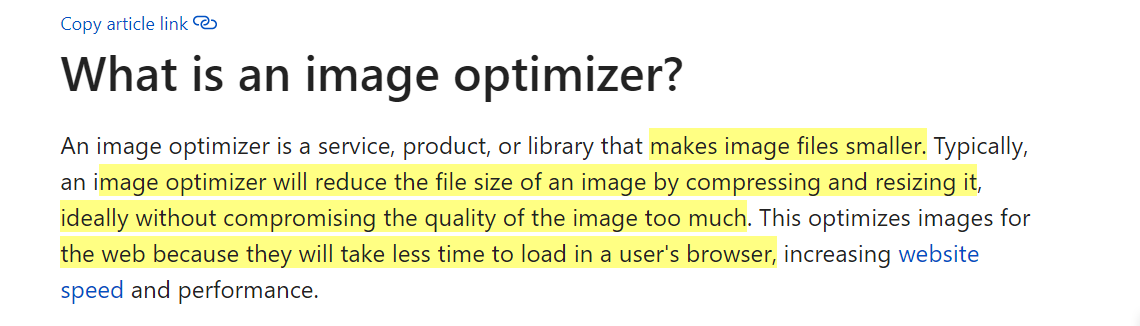 Copy article link
What is an image optimizer?
An image optimizer is a service, product, or library that makes image files smaller. Typically,
an image optimizer will reduce the file size of an image by compressing and resizing it,
ideally without compromising the quality of the image too much. This optimizes images for
the web because they will take less time to load in a user's browser, increasing website
speed and performance.